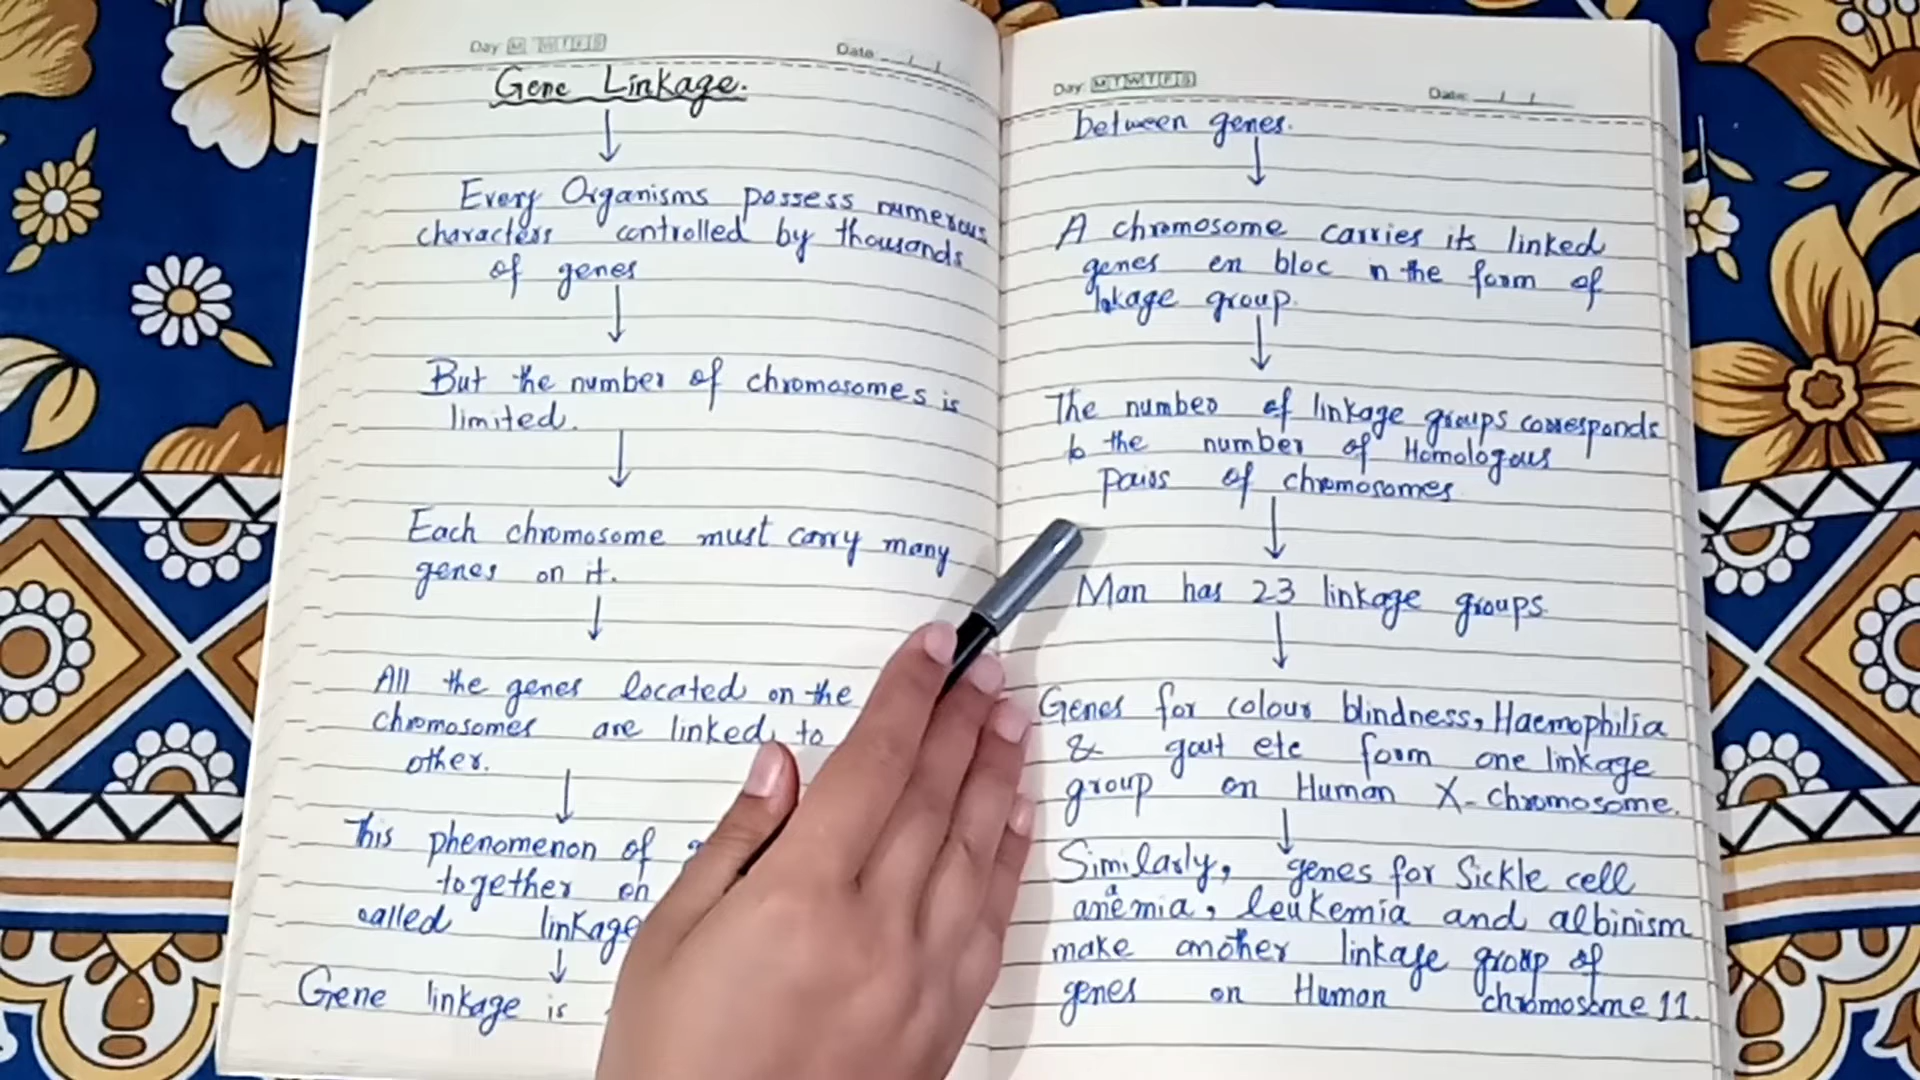 Day: M W T F S
Date / /
Gene Linkage.
Every Organisms possess numerous
characters controlled by thousands
of genes
But the number of chromosomes is
limited.
Each chromosome must carry many
genes on it.
All the genes located on the
chromosomes are linked to
other.
This phenomenon of
together on
called linkage
Gene linkage is
Day: M T W T F S
Date: / /
between genes.
A chromosome carries its linked
genes en bloc in the form of
linkage group.
The number of linkage groups corresponds
to the number of Homologous
pairs of chromosomes
Man has 23 linkage groups
Genes for colour blindness, Haemophilia
& gout etc form one linkage
group on Human X-chromosome.
Similarly, genes for Sickle cell
anemia, leukemia and albinism
make another linkage group of
genes on Human chromosome 11.